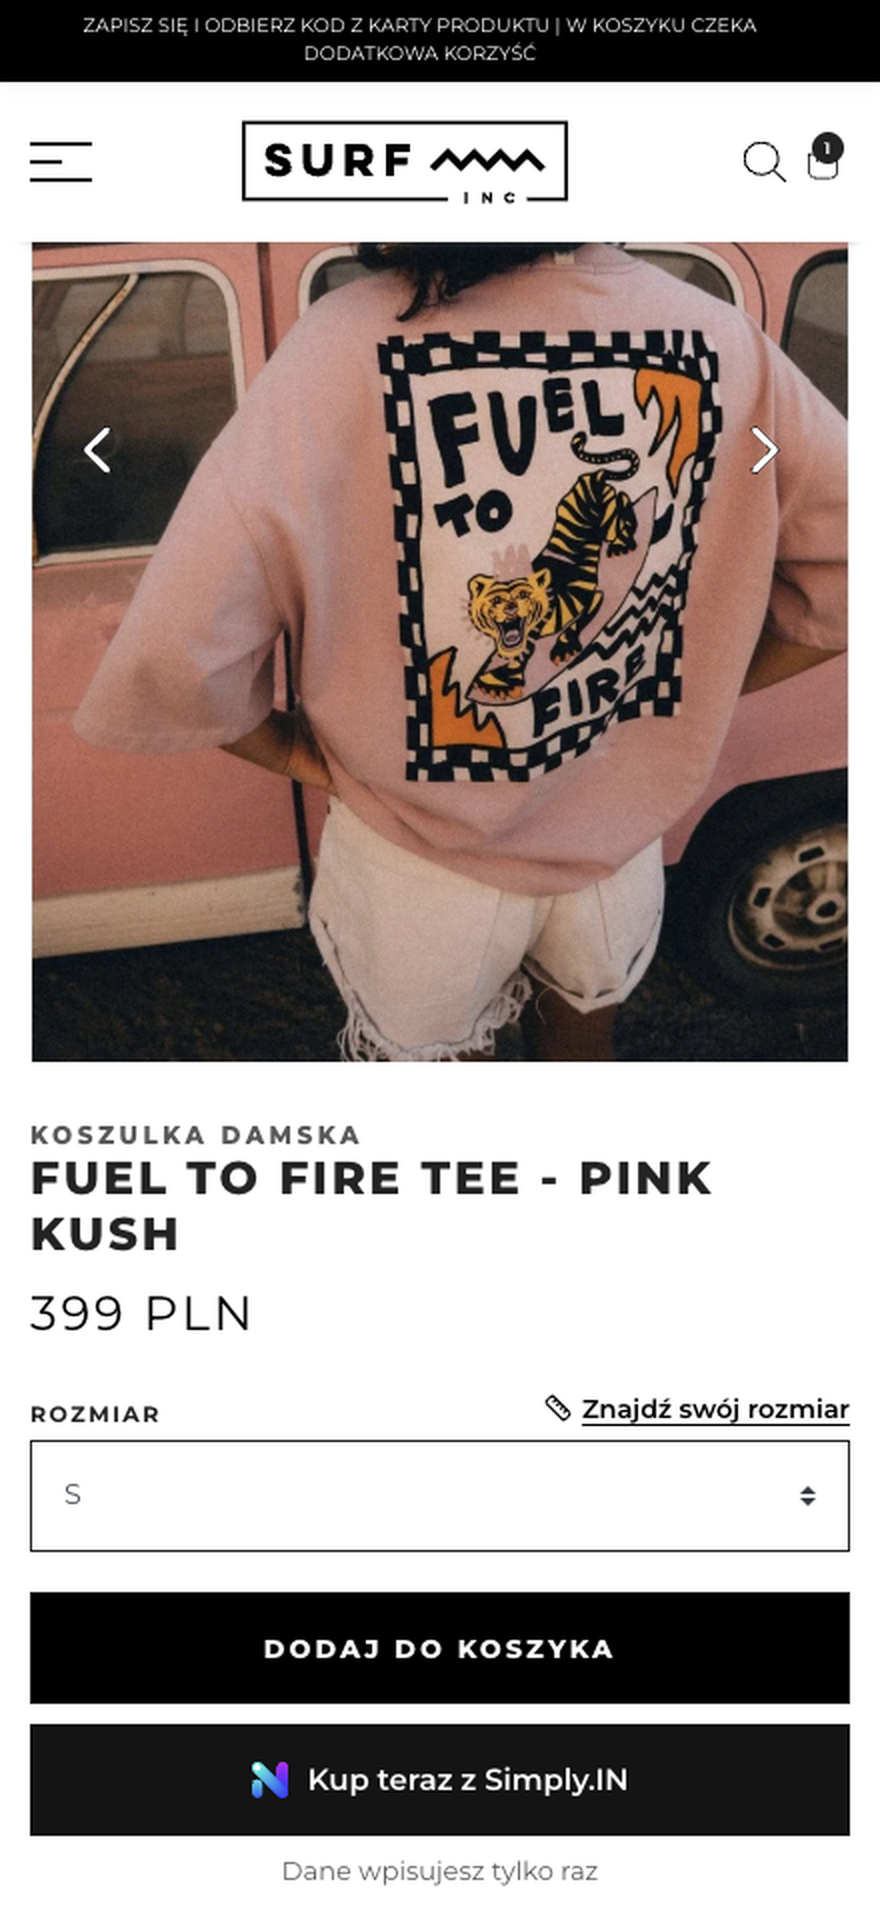 ZAPISZ SIĘ I ODBIERZ KOD Z KARTY PRODUKTU | W KOSZYKU CZEKA
DODATKOWA KORZYŚĆ
SURF
INC
1
FUEL
TO
FIRE
KOSZULKA DAMSKA
FUEL TO FIRE TEE - PINK
KUSH
399 PLN
ROZMIAR
Znajdź swój rozmiar
S
DODAJ DO KOSZYKA
Kup teraz z Simply.IN
Dane wpisujesz tylko raz